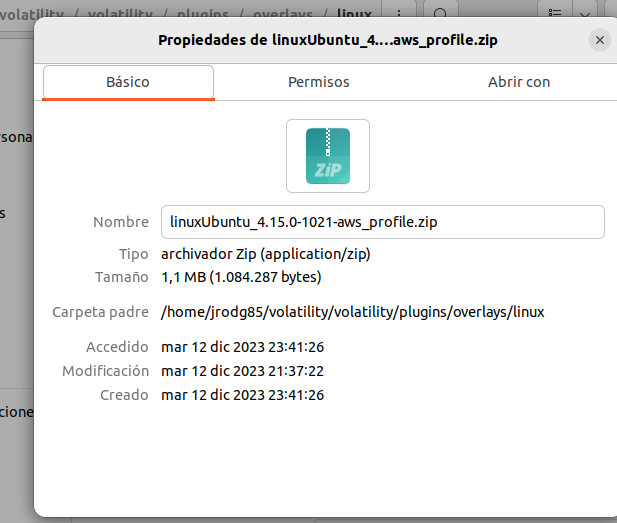 volatility / volatility / plugins / overlays / linux
Propiedades de linuxUbuntu_4.…aws_profile.zip
Básico Permisos Abrir con
ZiP
Nombre linuxUbuntu_4.15.0-1021-aws_profile.zip
Tipo archivador Zip (application/zip)
Tamaño 1,1 MB (1.084.287 bytes)
Carpeta padre /home/jrodg85/volatility/volatility/plugins/overlays/linux
rsona
Accedido mar 12 dic 2023 23:41:26
Modificación mar 12 dic 2023 21:37:22
Creado mar 12 dic 2023 23:41:26
cione